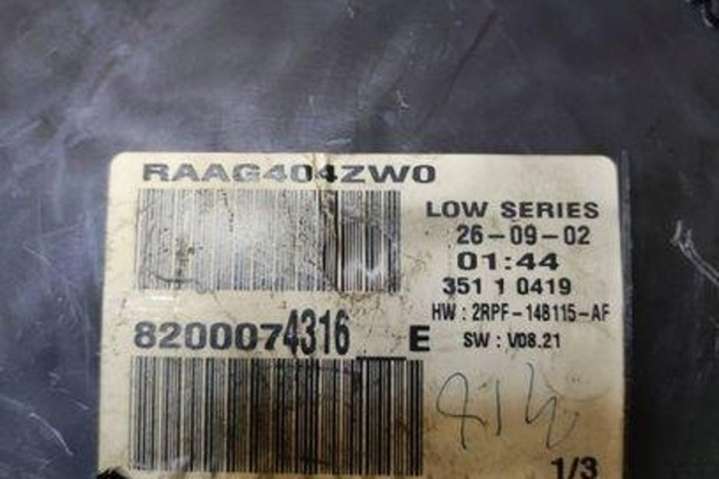 RAAG404ZW0
LOW SERIES
26-09-02
01:44
351 1 0419
HW : 2RPF-148115-AF
8200074316__E
SW : V08.21
1/3